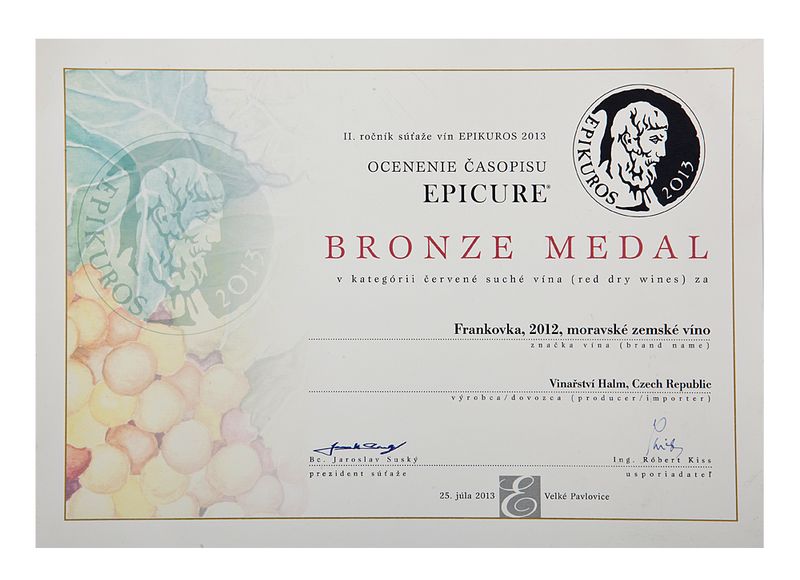 II. ročník súťaže vín EPIKUROS 2013
OCENENIE ČASOPISU
EPICURE®
EPIKUROS 2013
EPIKUROS 2013
BRONZE MEDAL
v kategórii červené suché vína (red dry wines) za
Frankovka, 2012, moravské zemské víno
značka vína (brand name)
Vinařství Halm, Czech Republic
výrobca/dovozca (producer/importer)
Bc. Jaroslav Suský
prezident súťaže
Ing. Róbert Kiss
usporiadateľ
25. júla 2013 E Velké Pavlovice